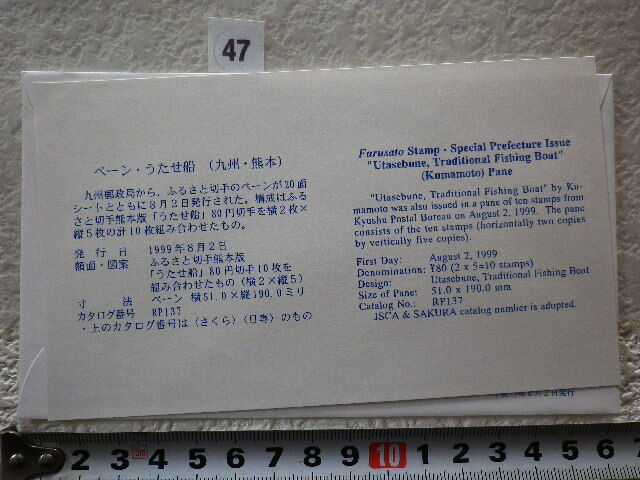 47
ペーン・うたせ船 (九州・熊本)
九州郵政局から、ふるさと切手のペーンが20面
シートとともに8月2日発行された。構成はふる
さと切手熊本版「うたせ船」80円切手を横2枚×
縦5枚の計10枚組み合わせたもの。
発行日 1999年8月2日
額面・図案 ふるさと切手熊本版
「うたせ船」80円切手10枚を
組み合わせたもの(横2×縦5)
寸法 ペーン 横51.0×縦190.0ミリ
カタログ番号 RP137
・上のカタログ番号は〈さくら〉〈日専〉のもの
Furusato Stamp・Special Prefecture Issue
"Utasebune, Traditional Fishing Boat"
(Kumamoto) Pane
"Utasebune, Traditional Fishing Boat" by Ku-
mamoto was also issued in a pane of ten stamps from
Kyushu Postal Bureau on August 2, 1999. The pane
consists of the ten stamps (horizontally two copies
by vertically five copies).
First Day: August 2, 1999
Denomination: ¥80 (2 x 5=10 stamps)
Design: Utasebune, Traditional Fishing Boat
Size of Pane: 51.0 x 190.0 mm
Catalog No.: RP137
JSCA & SAKURA catalog number is adopted.
年8月2日発行
2 3 5m 4 5 6 7 8 9 10 1 2 3 4 5 6 7